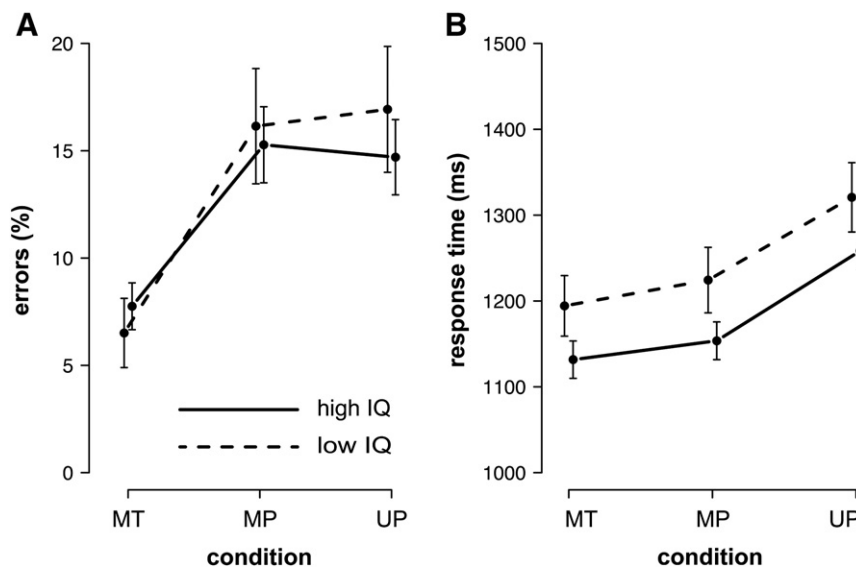 A
errors (%)
20
15
10
5
0
high IQ
low IQ
MT MP UP
condition
B
response time (ms)
1500
1400
1300
1200
1100
1000
MT MP UP
condition